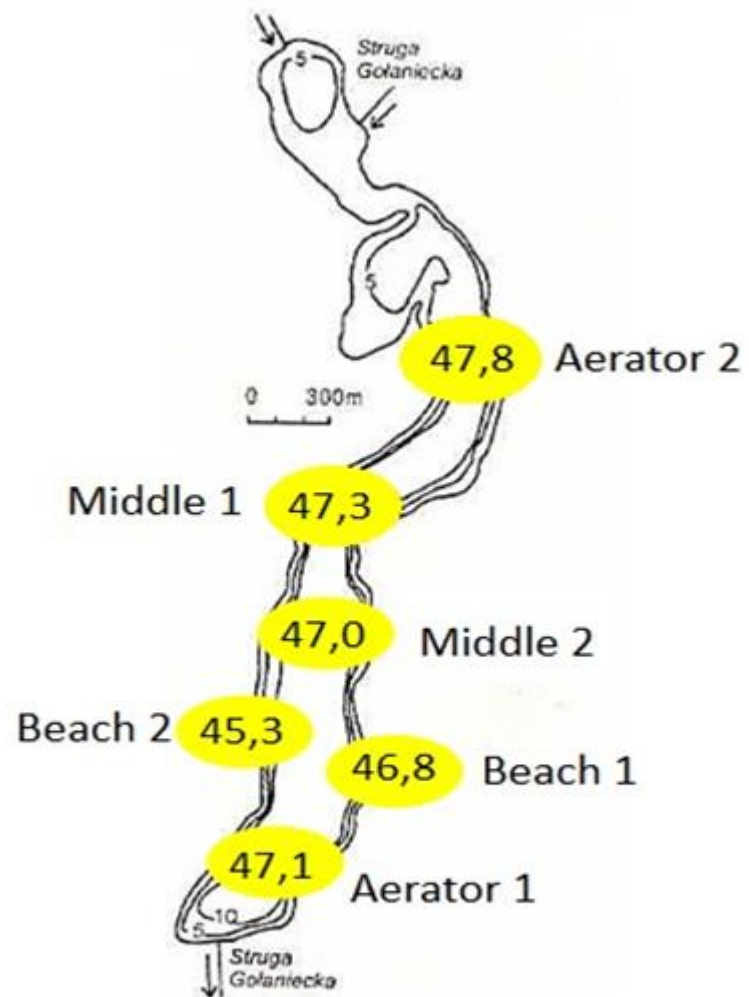 5
Struga
Gołaniecka
5
47,8 Aerator 2
0 300m
Middle 1 47,3
47,0 Middle 2
Beach 2 45,3
46,8 Beach 1
47,1 Aerator 1
10
5
Struga
Gołaniecka